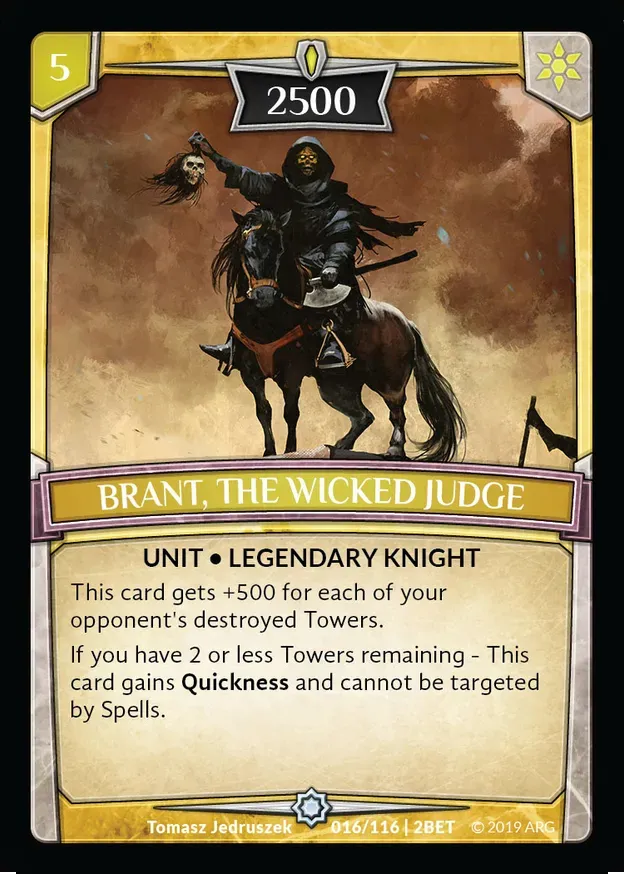 5
2500
BRANT, THE WICKED JUDGE
UNIT • LEGENDARY KNIGHT
This card gets +500 for each of your
opponent's destroyed Towers.
If you have 2 or less Towers remaining - This
card gains Quickness and cannot be targeted
by Spells.
Tomasz Jedruszek 016/116 | 2BET © 2019 ARG